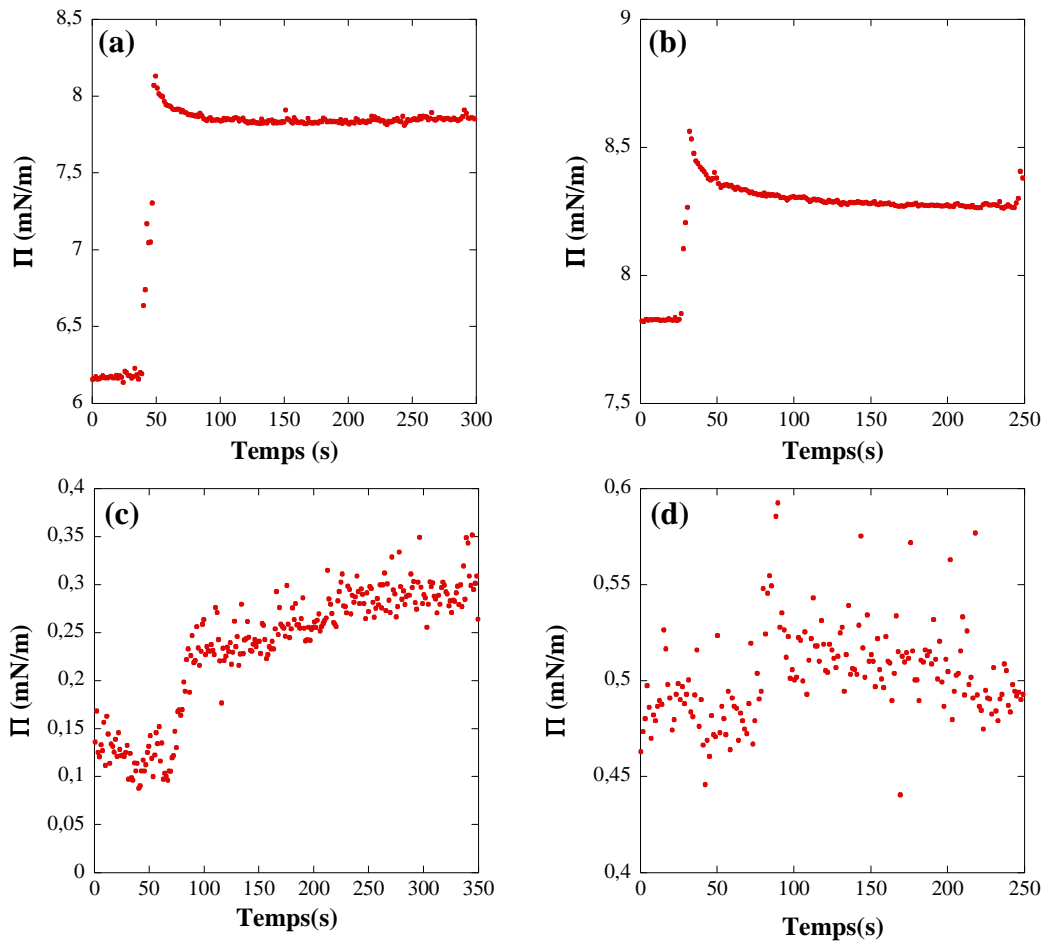 (a)
8,5
8
7,5
7
6,5
6
Π (mN/m)
0 50 100 150 200 250 300
Temps (s)
(b)
9
8,5
8
7,5
Π (mN/m)
0 50 100 150 200 250
Temps(s)
(c)
0,4
0,35
0,3
0,25
0,2
0,15
0,1
0,05
0
Π (mN/m)
0 50 100 150 200 250 300 350
Temps(s)
(d)
0,6
0,55
0,5
0,45
0,4
Π (mN/m)
0 50 100 150 200 250
Temps(s)